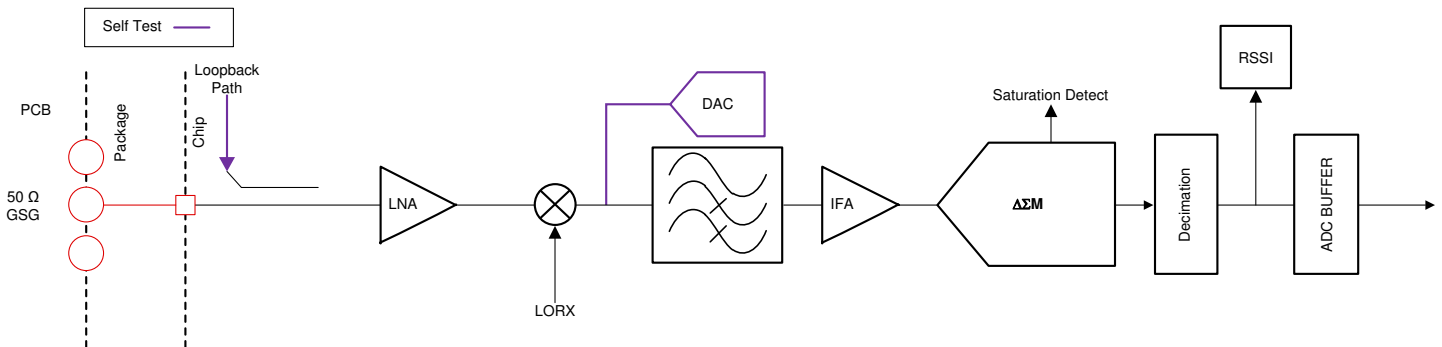 Self Test
Loopback
Path
PCB
Package
Chip
50 Ω
GSG
LNA
LORX
DAC
IFA
Saturation Detect
ΔΣM
Decimation
RSSI
ADC BUFFER